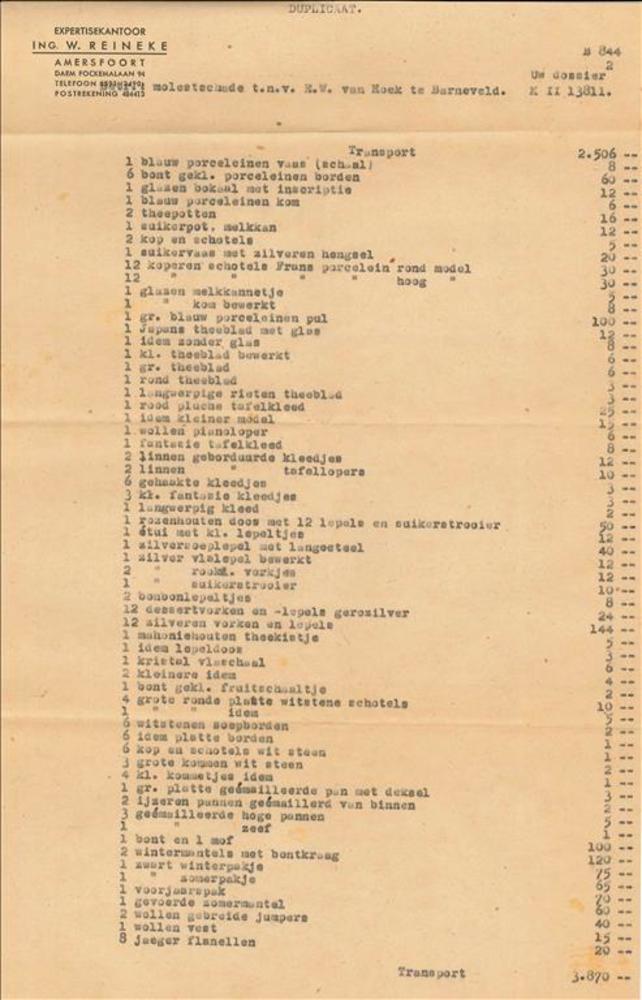 DUPLICAAT.
EXPERTISEKANTOOR
ING. W. REINEKE
AMERSFOORT
DAEM FOCKEMALAAN 94
TELEFOON
POSTREKENING 484413
B 844
2
Uw dossier
K II 13811.
molestschade t.n.v. E.W. van Hoek te Barneveld.
Transport 2.506 --
1 blauw porceleinen vaas (schaal) 8 --
6 bont gekl. porceleinen borden 60 --
1 glazen bokaal met inscriptie 12 --
1 blauw porceleinen kom 6 --
2 theepotten 16 --
1 suikerpot, melkkan 12 --
2 kop en schotels 5 --
1 suikervaas met zilveren hengsel 20 --
12 koperen schotels Frans porcelein rond model 30 --
12 " " " " hoog " 30 --
1 glazen melkkannetje 5 --
1 " kom bewerkt 8 --
1 gr. blauw porceleinen pul 100 --
1 Japans theeblad met glas 12 --
1 idem zonder glas 8 --
1 kl. theeblad bewerkt 6 --
1 gr. theeblad 6 --
1 rond theeblad 3 --
1 langwerpige rieten theeblad 3 --
1 rood pluche tafelkleed 25 --
1 idem kleiner model 15 --
1 wollen pianoloper 6 --
1 fantasie tafelkleed 8 --
2 linnen geborduurde kleedjes 12 --
2 linnen " tafellopers 10 --
6 gehaakte kleedjes 3 --
3 kl. fantasie kleedjes 3 --
1 langwerpig kleed 2 --
1 rozenhouten doos met 12 lepels en suikerstrooier 50 --
1 étui met kl. lepeltjes 12 --
1 zilversoeplepel met langesteel 40 --
1 zilver vlalepel bewerkt 12 --
2 " rookl. vorkjes 12 --
1 " suikerstrooier 10 --
2 bonbonlepeltjes 8 --
12 dessertvorken en -lepels gerozilver 24 --
12 zilveren vorken en lepels 144 --
1 mahoniehouten theekistje 5 --
1 idem lepeldoos 3 --
1 kristal vlaschaal 6 --
2 kleinere idem 4 --
1 bont gekl. fruitschaaltje 2 --
4 grote ronde platte witstene schotels 10 --
1 " " idem 5 --
6 witstenen soepborden 2 --
6 idem platte borden 1 --
6 kop en schotels wit steen 1 --
3 grote kommen wit steen 2 --
4 kl. kommetjes idem 1 --
1 gr. platte geëmailleerde pan met deksel 3 --
2 ijzeren pannen geëmaillerd van binnen 2 --
3 geëmailleerde hoge pannen 5 --
1 " zeef 1 --
1 bont en 1 mof 100 --
2 wintermantels met bontkraag 120 --
1 zwart winterpakje 75 --
1 " zomerpakje 65 --
1 voorjaarspak 70 --
1 gevoerde zomermantel 60 --
2 wollen gebreide jumpers 40 --
1 wollen vest 15 --
8 jaeger flanellen 20 --
Transport 3.870 --